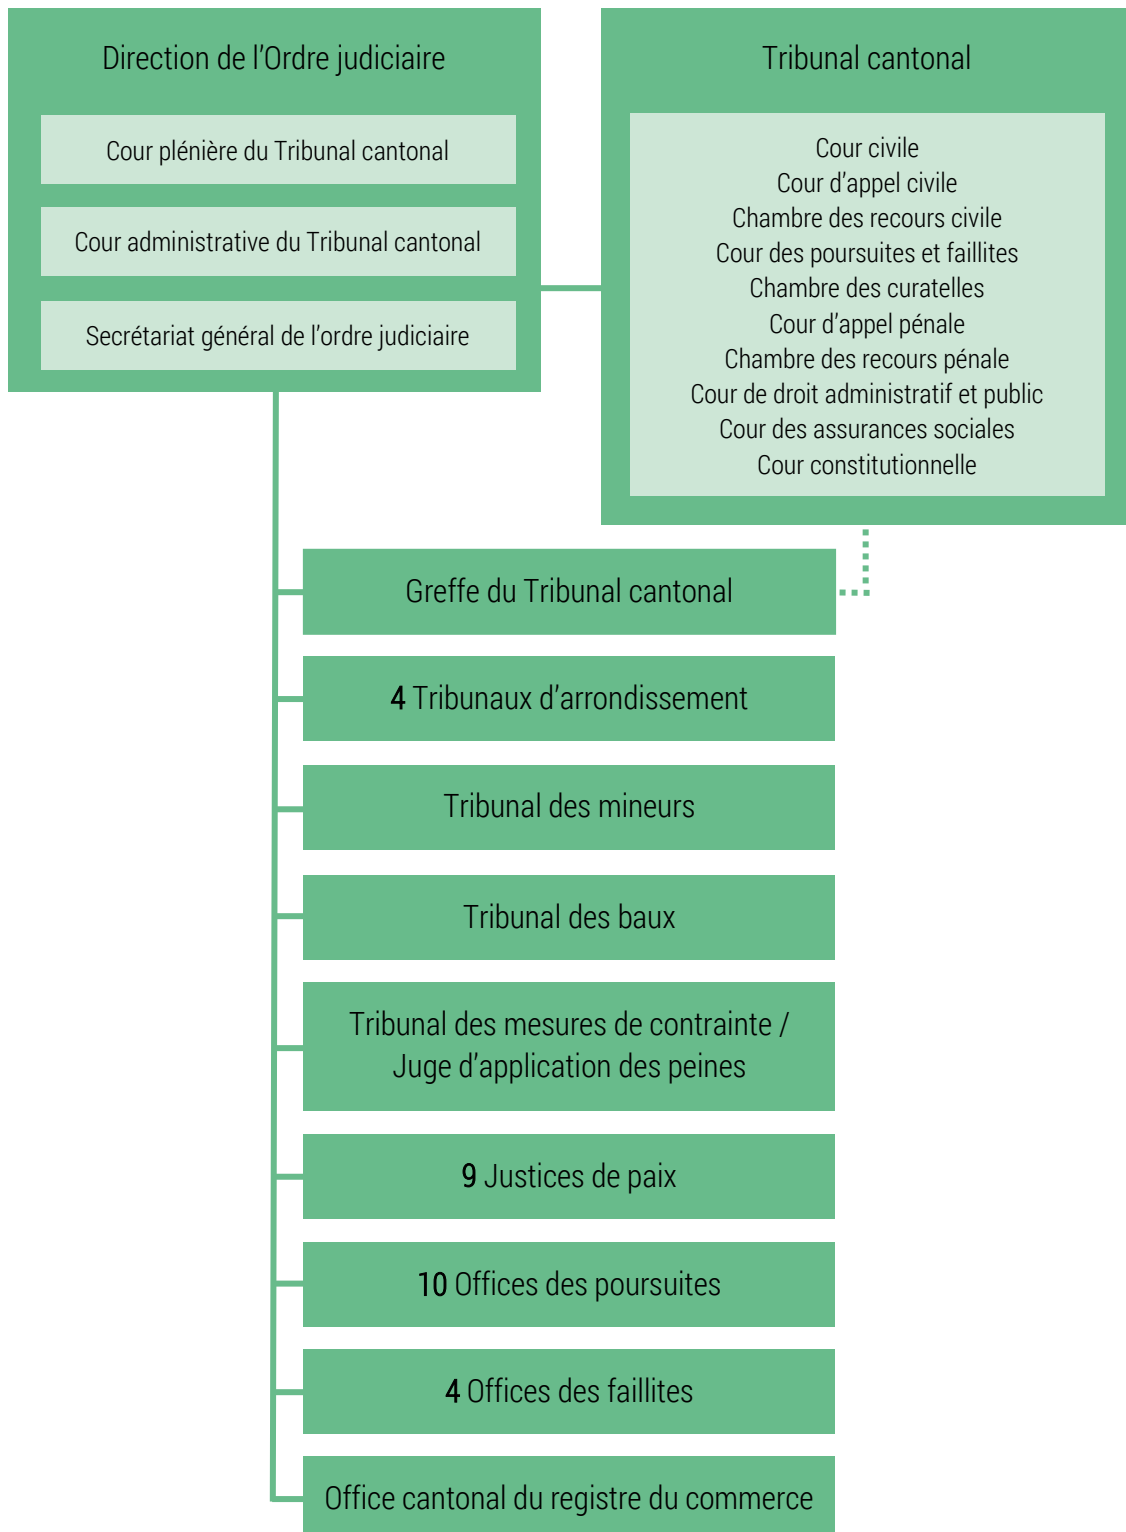 Direction de l'Ordre judiciaire
Cour plénière du Tribunal cantonal
Cour administrative du Tribunal cantonal
Secrétariat général de l'ordre judiciaire
Tribunal cantonal
Cour civile
Cour d'appel civile
Chambre des recours civile
Cour des poursuites et faillites
Chambre des curatelles
Cour d'appel pénale
Chambre des recours pénale
Cour de droit administratif et public
Cour des assurances sociales
Cour constitutionnelle
Greffe du Tribunal cantonal
4 Tribunaux d'arrondissement
Tribunal des mineurs
Tribunal des baux
Tribunal des mesures de contrainte /
Juge d'application des peines
9 Justices de paix
10 Offices des poursuites
4 Offices des faillites
Office cantonal du registre du commerce